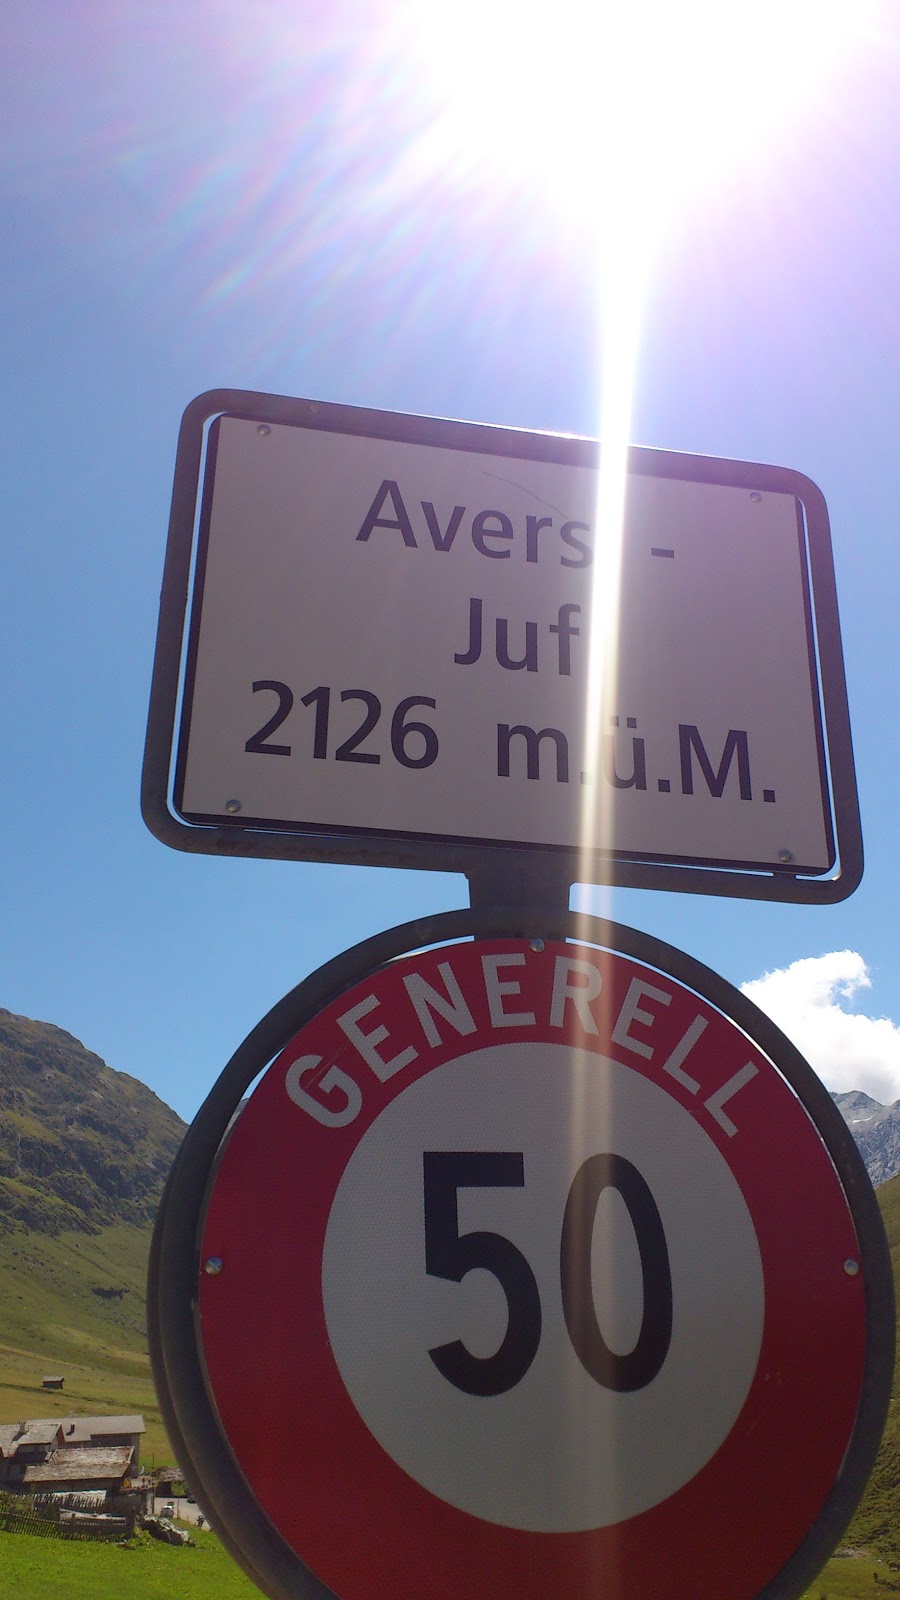 Avers -
Juf
2126 m.ü.M.
GENERELL
50